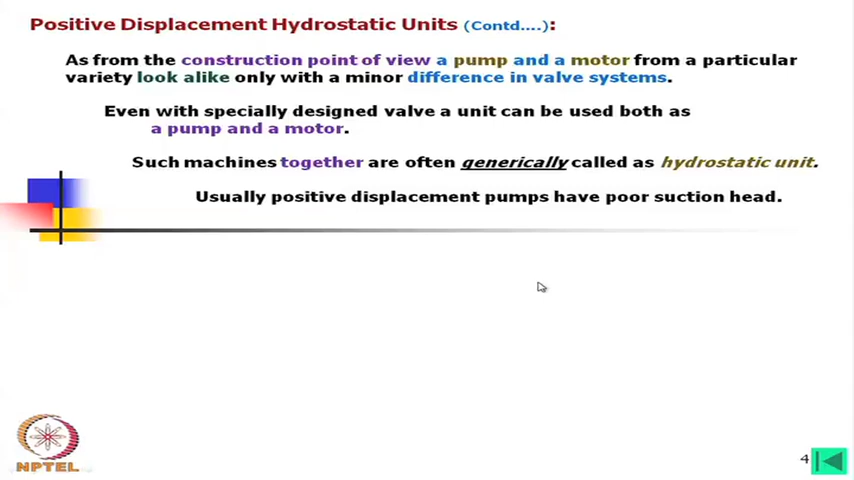 Positive Displacement Hydrostatic Units (Contd....):
As from the construction point of view a pump and a motor from a particular
variety look alike only with a minor difference in valve systems.
Even with specially designed valve a unit can be used both as
a pump and a motor.
Such machines together are often generically called as hydrostatic unit.
Usually positive displacement pumps have poor suction head.
NPTEL
4